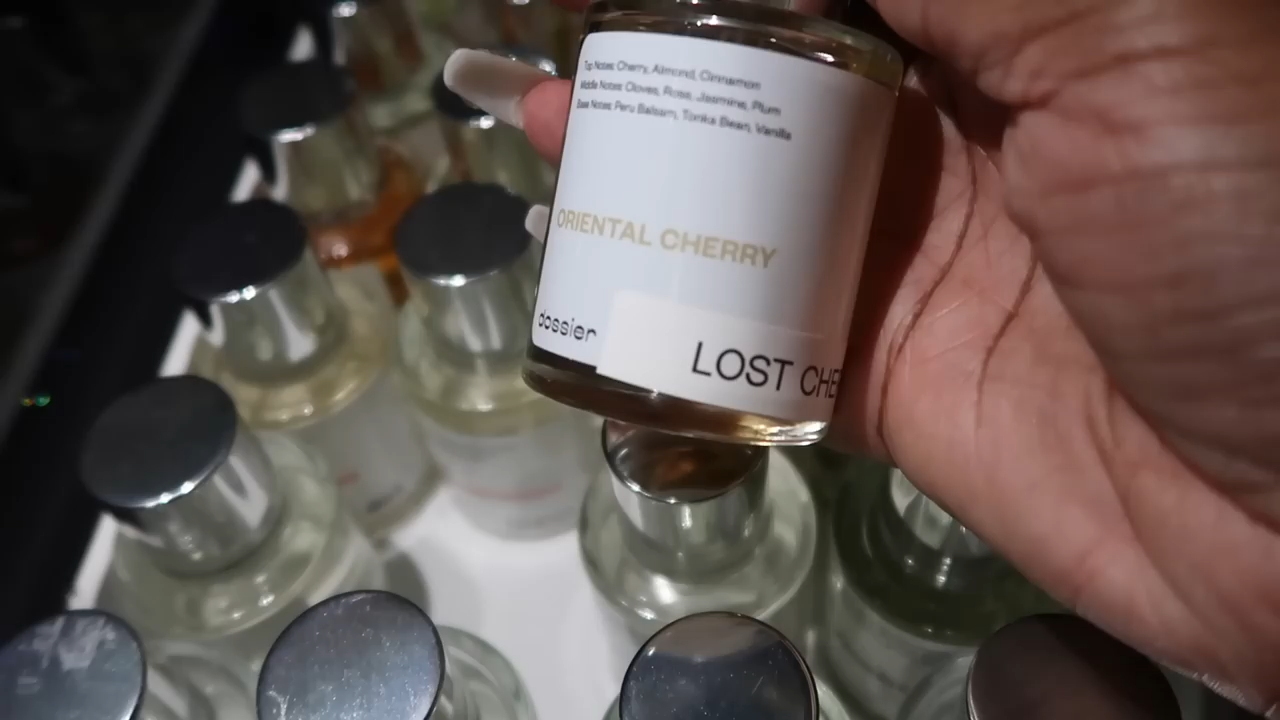 Top Notes: Cherry, Almond, Cinnamon
Middle Notes: Cloves, Rose, Jasmine, Plum
Base Notes: Peru Balsam, Tonka Bean, Vanilla
ORIENTAL CHERRY
dossier
LOST CHE